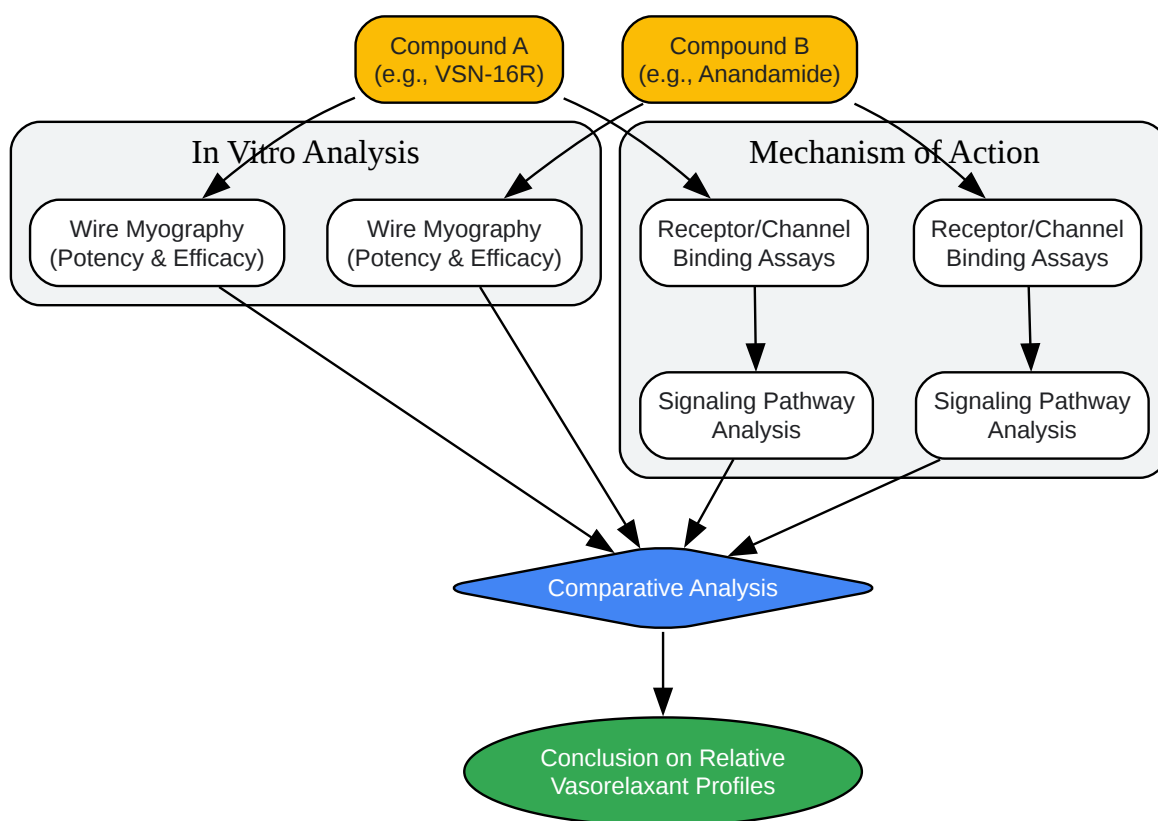 Compound A
(e.g., VSN-16R)
Compound B
(e.g., Anandamide)
In Vitro Analysis
Mechanism of Action
Wire Myography
(Potency & Efficacy)
Wire Myography
(Potency & Efficacy)
Receptor/Channel
Binding Assays
Receptor/Channel
Binding Assays
Signaling Pathway
Analysis
Signaling Pathway
Analysis
Comparative Analysis
Conclusion on Relative
Vasorelaxant Profiles